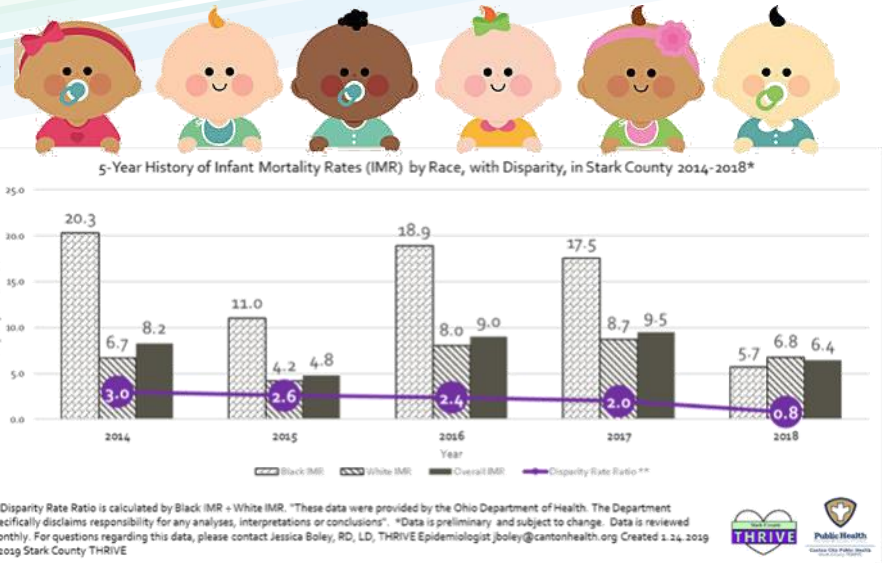 5-Year History of Infant Mortality Rates (IMR) by Race, with Disparity, in Stark County 2014-2018*
25.0
20.0
15.0
10.0
5.0
0.0
20.3
6.7
8.2
3.0
11.0
4.2
4.8
2.6
18.9
8.0
9.0
2.4
17.5
8.7
9.5
2.0
5.7
6.8
6.4
0.8
2014 2015 2016 2017 2018
Year
Black IMR White IMR Overall IMR Disparity Rate Ratio **
Disparity Rate Ratio is calculated by Black IMR ÷ White IMR. "These data were provided by the Ohio Department of Health. The Department
ecifically disclaims responsibility for any analyses, interpretations or conclusions". *Data is preliminary and subject to change. Data is reviewed
onthly. For questions regarding this data, please contact Jessica Boley, RD, LD, THRIVE Epidemiologist jboley@cantonhealth.org Created 1.24.2019
2019 Stark County THRIVE
Stark County
THRIVE
Public Health
Canton City Public Health